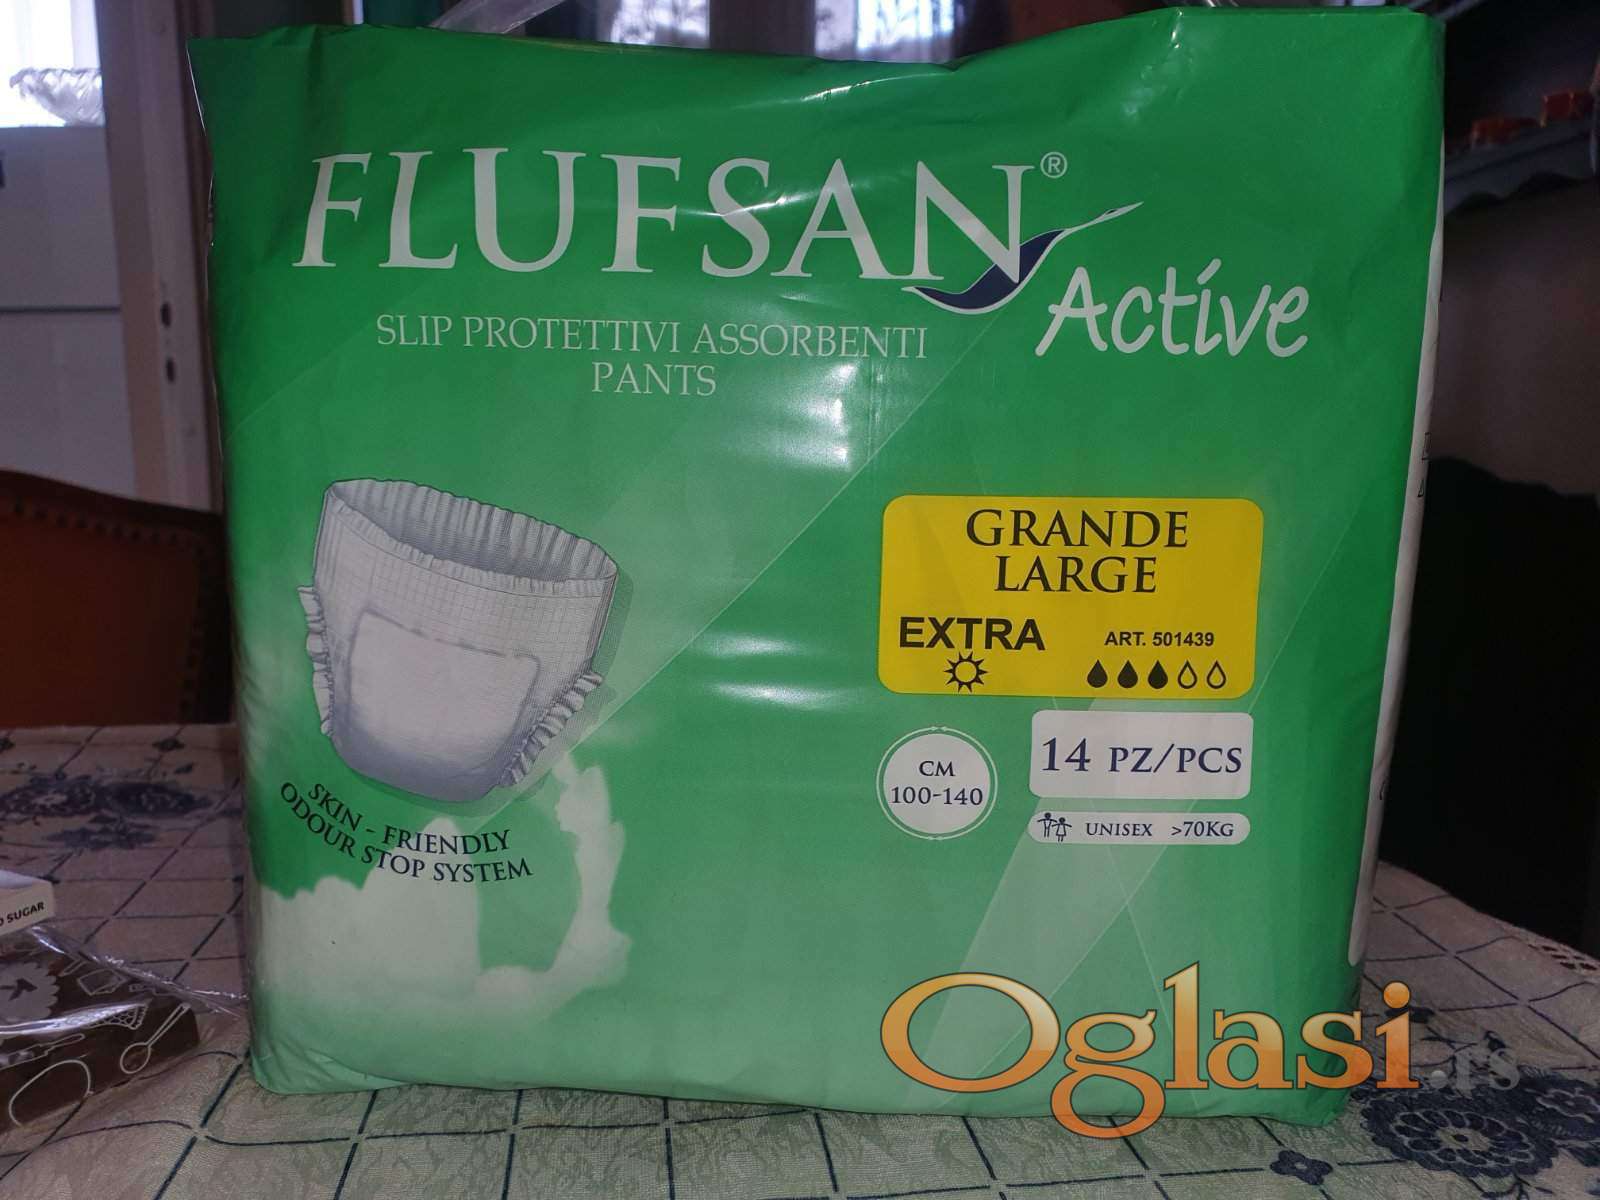 FLUFSAN®
Active
SLIP PROTETTIVI ASSORBENTI
PANTS
GRANDE
LARGE
EXTRA
ART. 501439
14 PZ/PCS
CM
100-140
UNISEX >70KG
SKIN - FRIENDLY
ODOUR STOP SYSTEM
SUGAR
Oglasi.rs